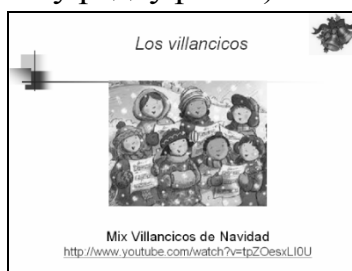 Los villancicos
Mix Villancicos de Navidad
http://www.youtube.com/watch?v=tpZOesxLI0U